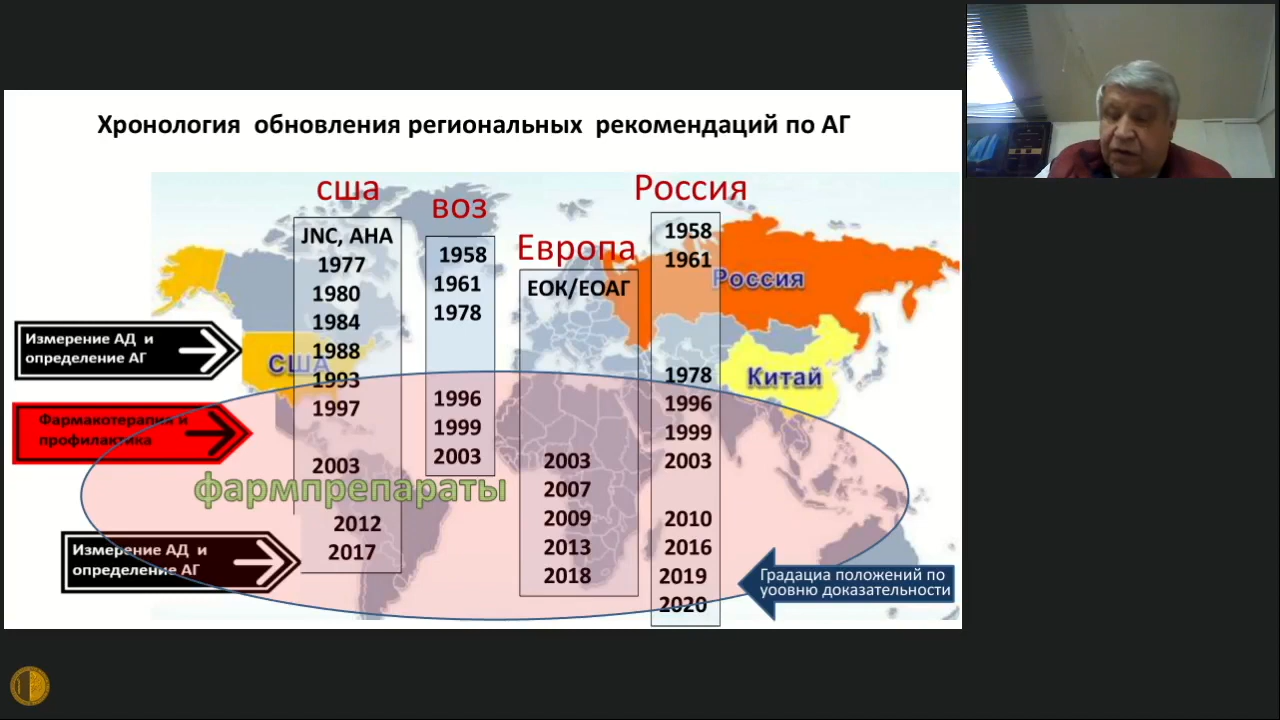 Хронология обновления региональных рекомендаций по АГ
сша
JNC, AHA
1977
1980
1984
1988
1993
1997
2003
2012
2017
воз
1958
1961
1978
1996
1999
2003
Европа
ЕОК/ЕОАГ
2003
2007
2009
2013
2018
Россия
1958
1961
1978
1996
1999
2003
2010
2016
2019
2020
США
Россия
Китай
Измерение АД и
определение АГ
Фармакотерапия и
профилактика
фармпрепараты
Измерение АД и
определение АГ
Градациа положений по
уоовню доказательности